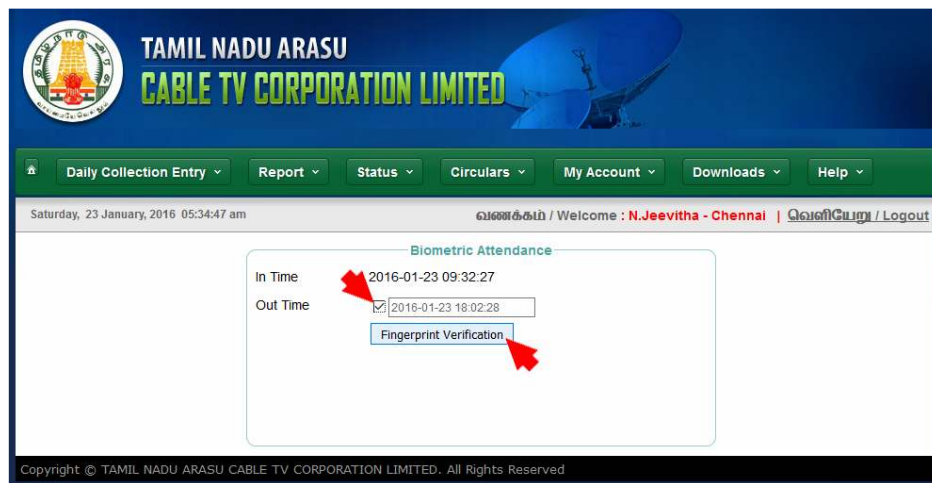 TAMIL NADU ARASU
CABLE TV CORPORATION LIMITED
Daily Collection Entry Report Status Circulars My Account Downloads Help
Saturday, 23 January, 2016 05:34:47 am வணக்கம் / Welcome : N.Jeevitha - Chennai | வெளியேறு / Logout
Biometric Attendance
In Time 2016-01-23 09:32:27
Out Time 2016-01-23 18:02:28
Fingerprint Verification
Copyright © TAMIL NADU ARASU CABLE TV CORPORATION LIMITED. All Rights Reserved